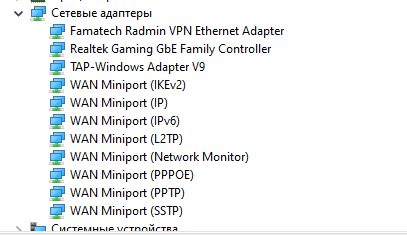 Сетевые адаптеры
Famatech Radmin VPN Ethernet Adapter
Realtek Gaming GbE Family Controller
TAP-Windows Adapter V9
WAN Miniport (IKEv2)
WAN Miniport (IP)
WAN Miniport (IPv6)
WAN Miniport (L2TP)
WAN Miniport (Network Monitor)
WAN Miniport (PPPOE)
WAN Miniport (PPTP)
WAN Miniport (SSTP)
Системные устройства